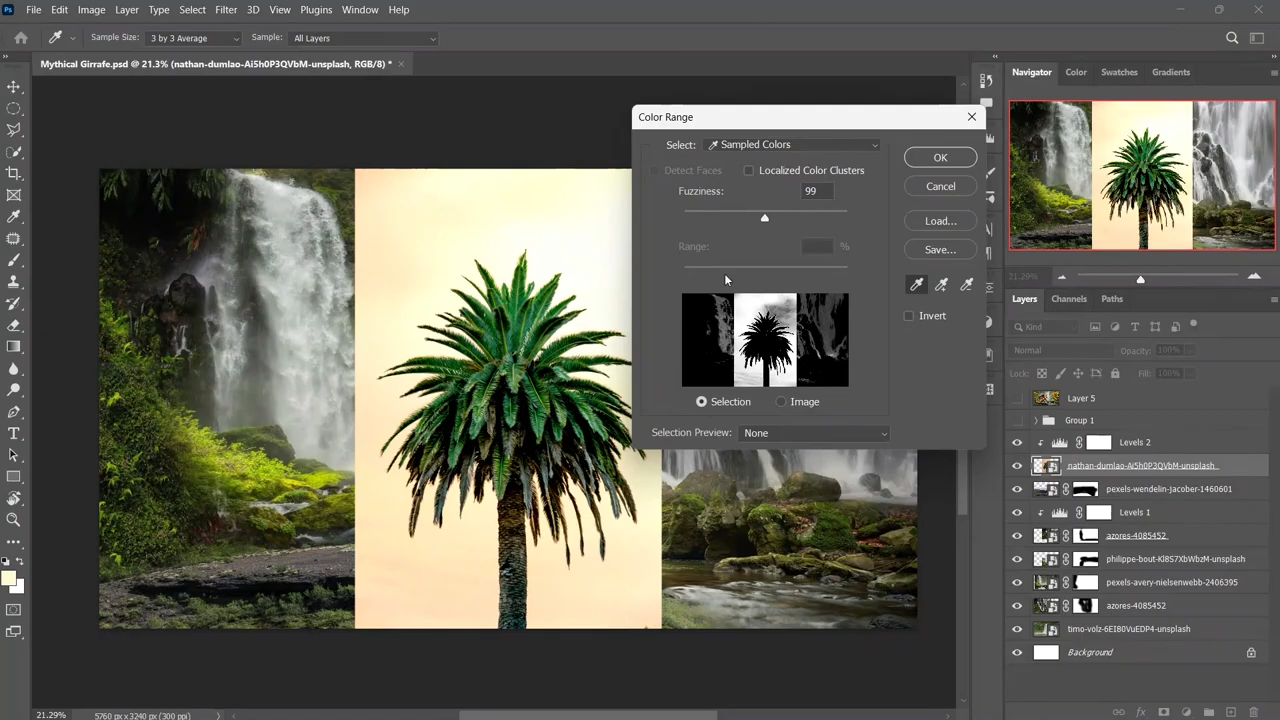 Ps File Edit Image Layer Type Select Filter 3D View Plugins Window Help
Sample Size: 3 by 3 Average Sample: All Layers
Mythical Girrafe.psd @ 21.3% (nathan-dumlao-Ai5h0P3QVbM-unsplash, RGB/8) *
Navigator Color Swatches Gradients
Color Range
Select: Sampled Colors
OK
Detect Faces Localized Color Clusters
Fuzziness: 99
Cancel
Load...
Range: %
Save...
Invert
Selection Image
Selection Preview: None
21.29%
Layers Channels Paths
Kind
Normal Opacity: 100%
Lock: Fill: 100%
Layer 5
Group 1
Levels 2
nathan-dumlao-Ai5h0P3QVbM-unsplash
pexels-wendelin-jacober-1460601
Levels 1
azores-4085452
philippe-bout-Kl8S7XbWbzM-unsplash
pexels-avery-nielsenwebb-2406395
azores-4085452
timo-volz-6EI80VuEDP4-unsplash
Background
fx
21.29% 5760 px x 3240 px (300 ppi)